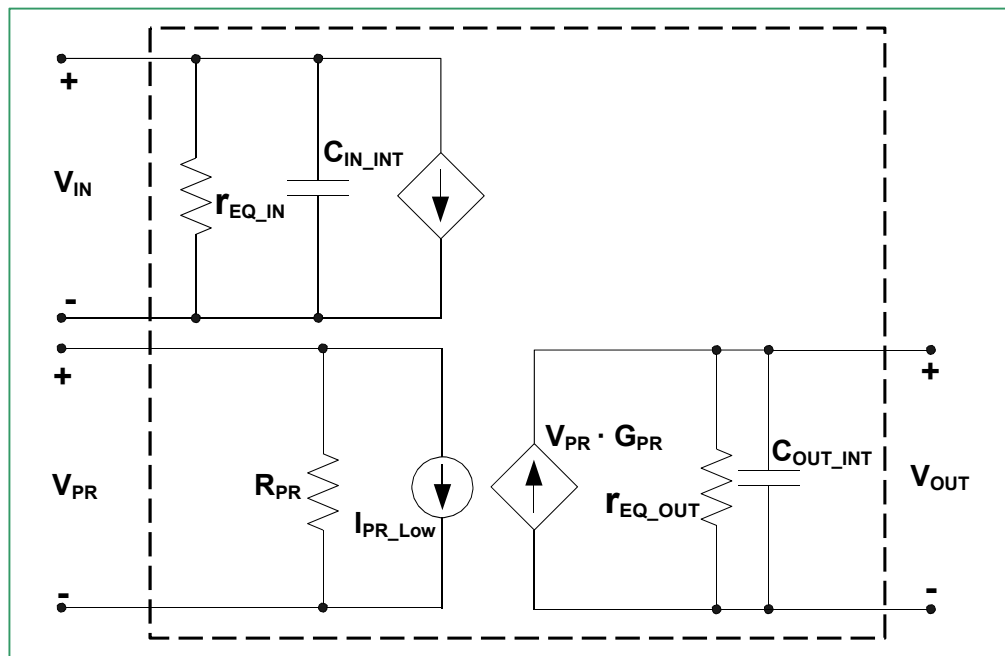 +
V_IN
r_EQ_IN
C_IN_INT
-
+
V_PR
R_PR
I_PR_Low
-
V_PR · G_PR
r_EQ_OUT
C_OUT_INT
+
V_OUT
-